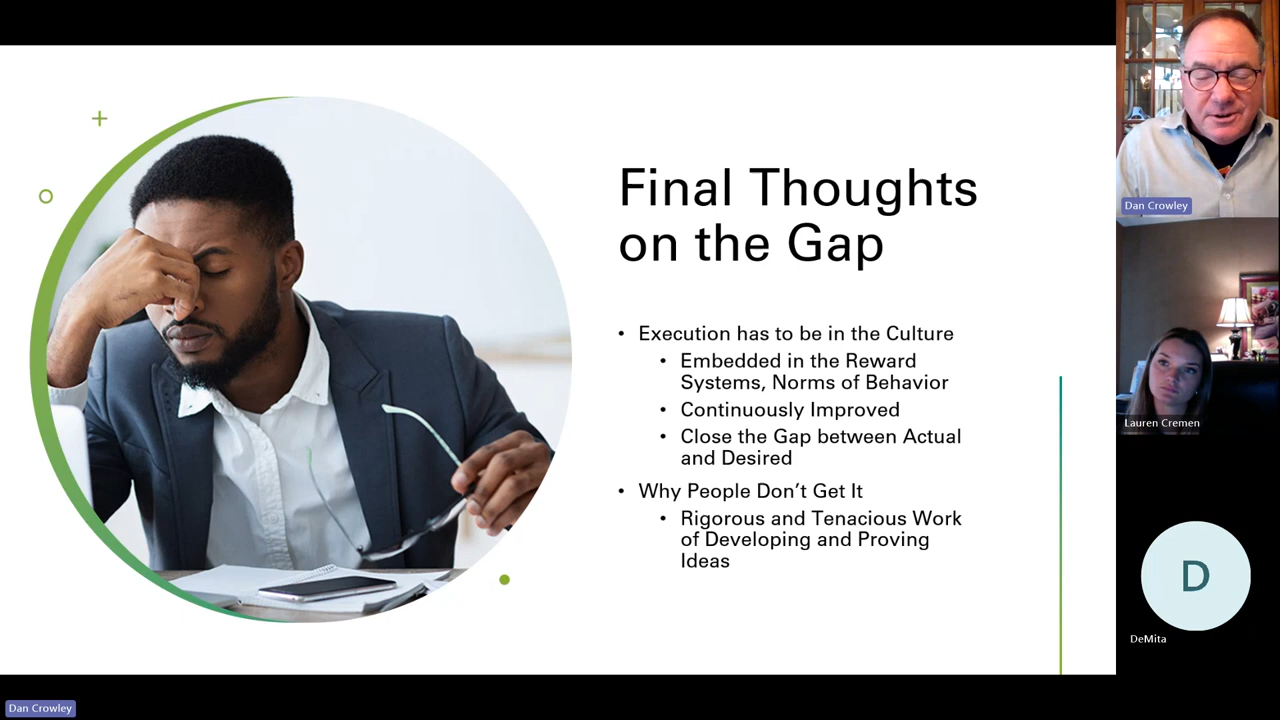 Final Thoughts
on the Gap
• Execution has to be in the Culture
• Embedded in the Reward
Systems, Norms of Behavior
• Continuously Improved
• Close the Gap between Actual
and Desired
• Why People Don’t Get It
• Rigorous and Tenacious Work
of Developing and Proving
Ideas
Dan Crowley
Lauren Cremen
D
DeMita
Dan Crowley